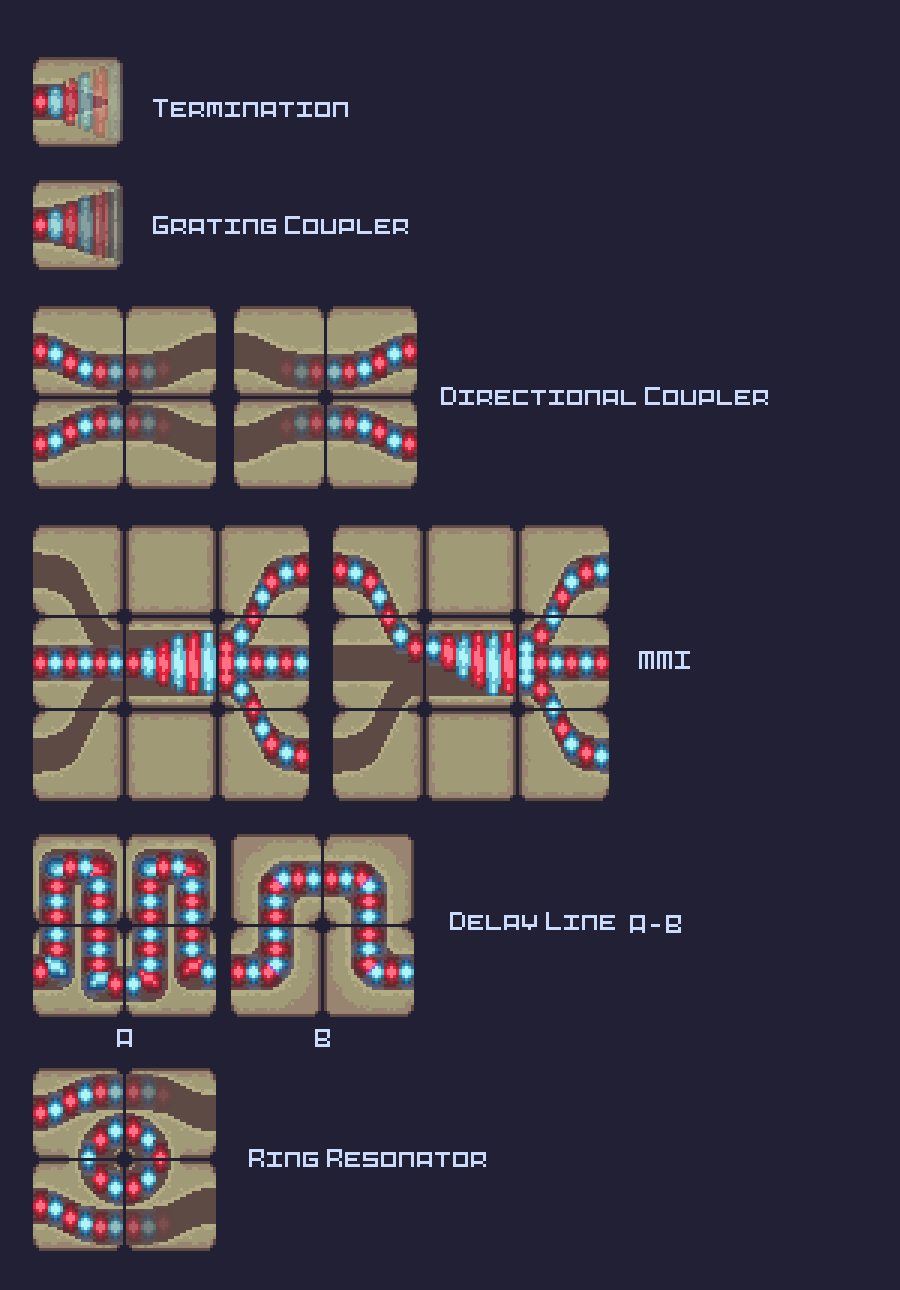 Termination
Grating Coupler
Directional Coupler
MMI
Delay Line A-B
A B
Ring Resonator